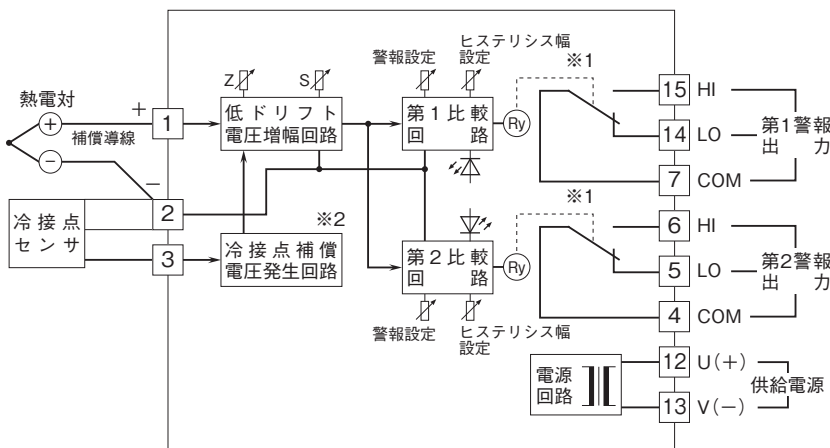 熱電対
+
補償導線
−
+
−
冷接点
センサ
1
2
3
Z
S
低ドリフト
電圧増幅回路
※2
冷接点補償
電圧発生回路
警報設定
ヒステリシス幅
設定
第1比較
回路
Ry
※1
第2比較
回路
Ry
※1
警報設定
ヒステリシス幅
設定
電源
回路
15 HI
14 LO
7 COM
第1警報
出力
6 HI
5 LO
4 COM
第2警報
出力
12 U(+)
13 V(−)
供給電源